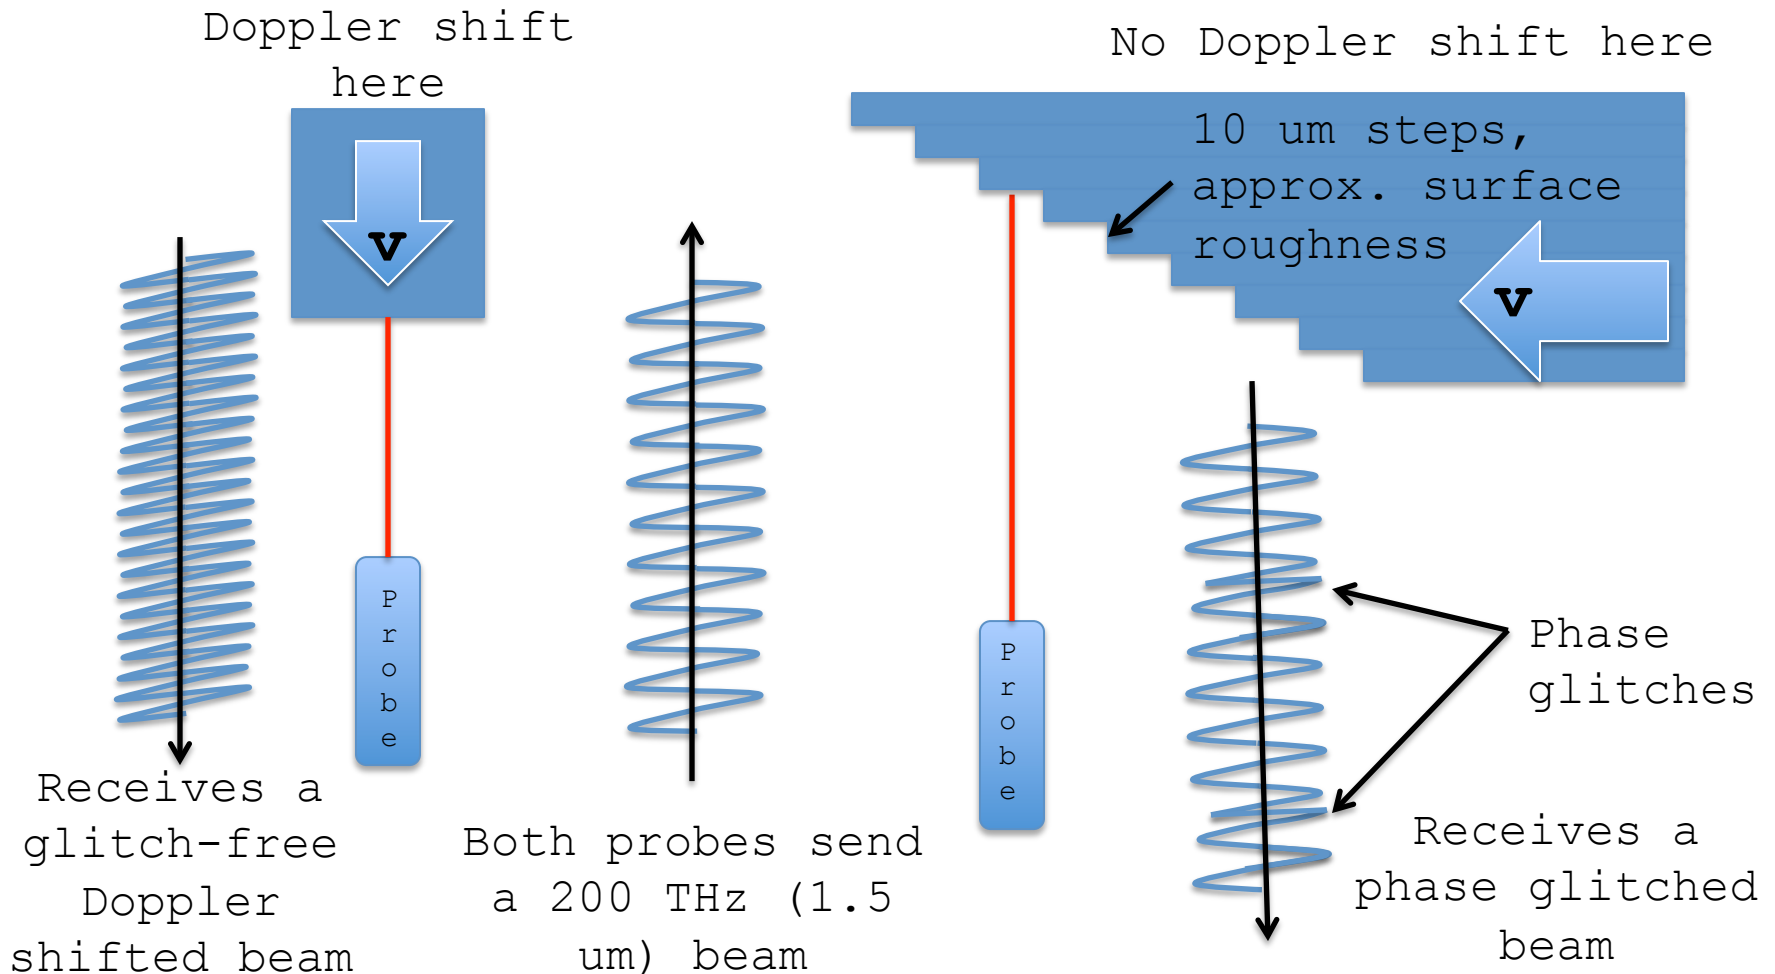 Doppler shift
here
No Doppler shift here
10 um steps,
approx. surface
roughness
v
v
P
r
o
b
e
P
r
o
b
e
Phase
glitches
Receives a
glitch-free
Doppler
shifted beam
Both probes send
a 200 THz (1.5
um) beam
Receives a
phase glitched
beam